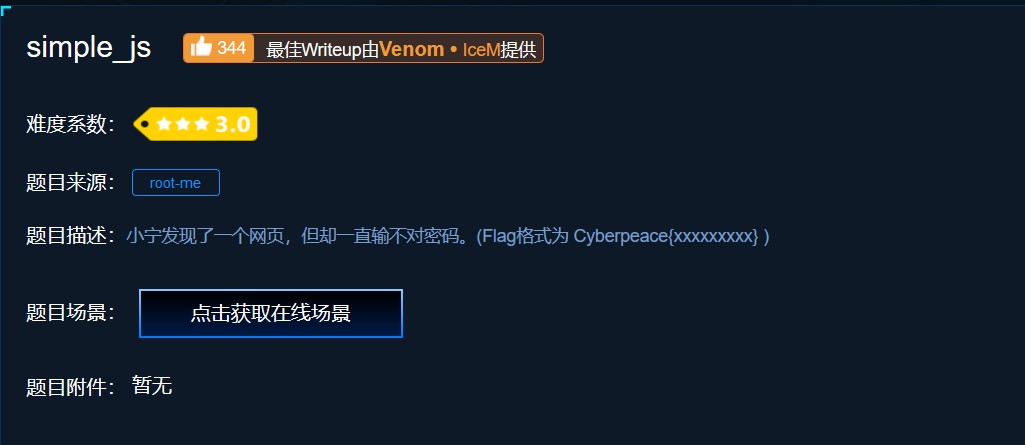 simple_js 344 最佳Writeup由Venom • IceM提供
难度系数： 3.0
题目来源： root-me
题目描述：小宁发现了一个网页，但却一直输不对密码。(Flag格式为 Cyberpeace{xxxxxxxxx} )
题目场景： 点击获取在线场景
题目附件： 暂无